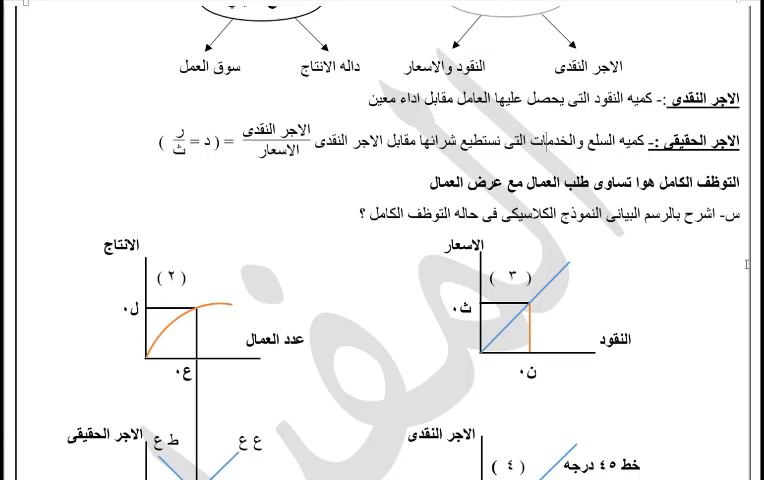 الاجر النقدى النقود والاسعار داله الانتاج سوق العمل
الاجر النقدى :- كميه النقود التى يحصل عليها العامل مقابل اداء معين
الاجر الحقيقى :- كميه السلع والخدمات التى نستطيع شرائها مقابل الاجر النقدى الاجر النقدى / الاسعار = ( د = ر / ث )
التوظف الكامل هوا تساوى طلب العمال مع عرض العمال
س- اشرح بالرسم البيانى النموذج الكلاسيكى فى حاله التوظف الكامل ؟
الاسعار
( ٣ )
ث٠
النقود
ن٠
الانتاج
( ٢ )
ل٠
عدد العمال
ع٠
الاجر النقدى
خط ٤٥ درجه
( ٤ )
الاجر الحقيقى
ط ع
ع ع